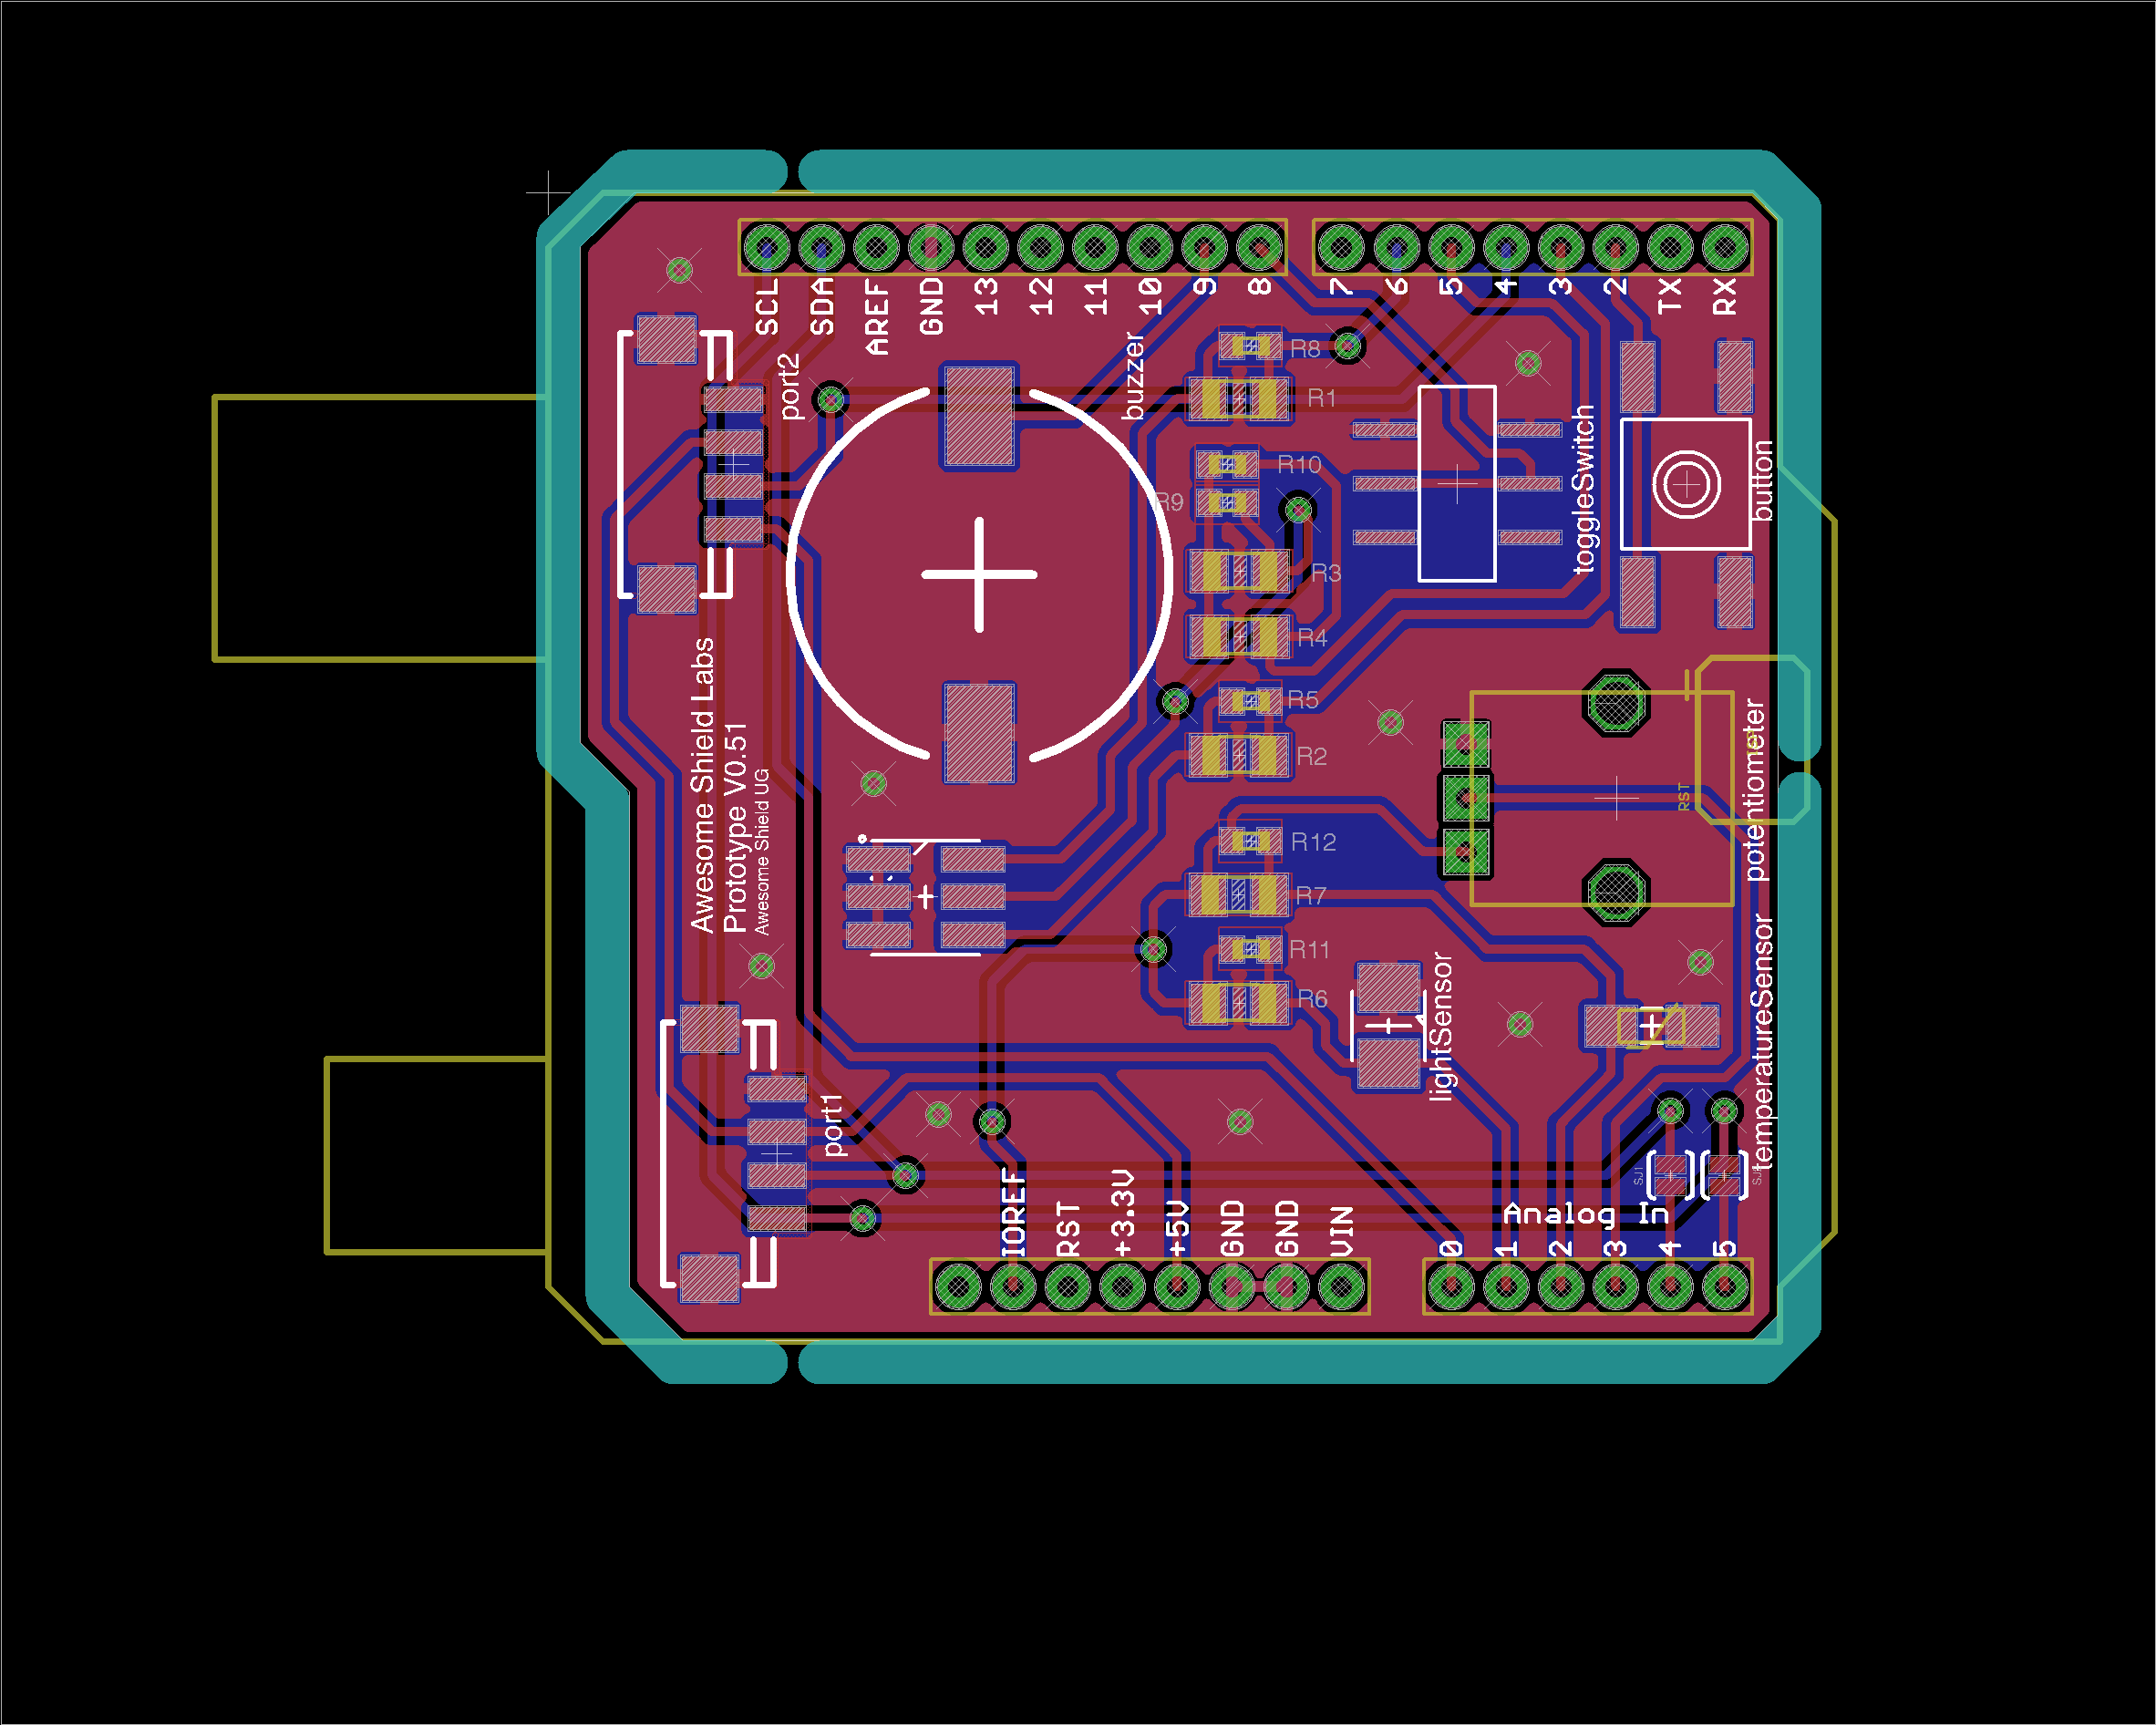 SCL
SDA
AREF
GND
13
12
11
10
9
8
7
6
5
4
3
2
TX
RX
port2
buzzer
R8
R1
R10
R9
R3
R4
R5
R2
R12
R7
R11
R6
toggleSwitch
button
Awesome Shield Labs
Prototype V0.51
Awesome Shield UG
RST
potentiometer
lightSensor
temperatureSensor
port1
SJ1
IOREF
RST
+3.3V
+5V
GND
GND
VIN
Analog In
0
1
2
3
4
5